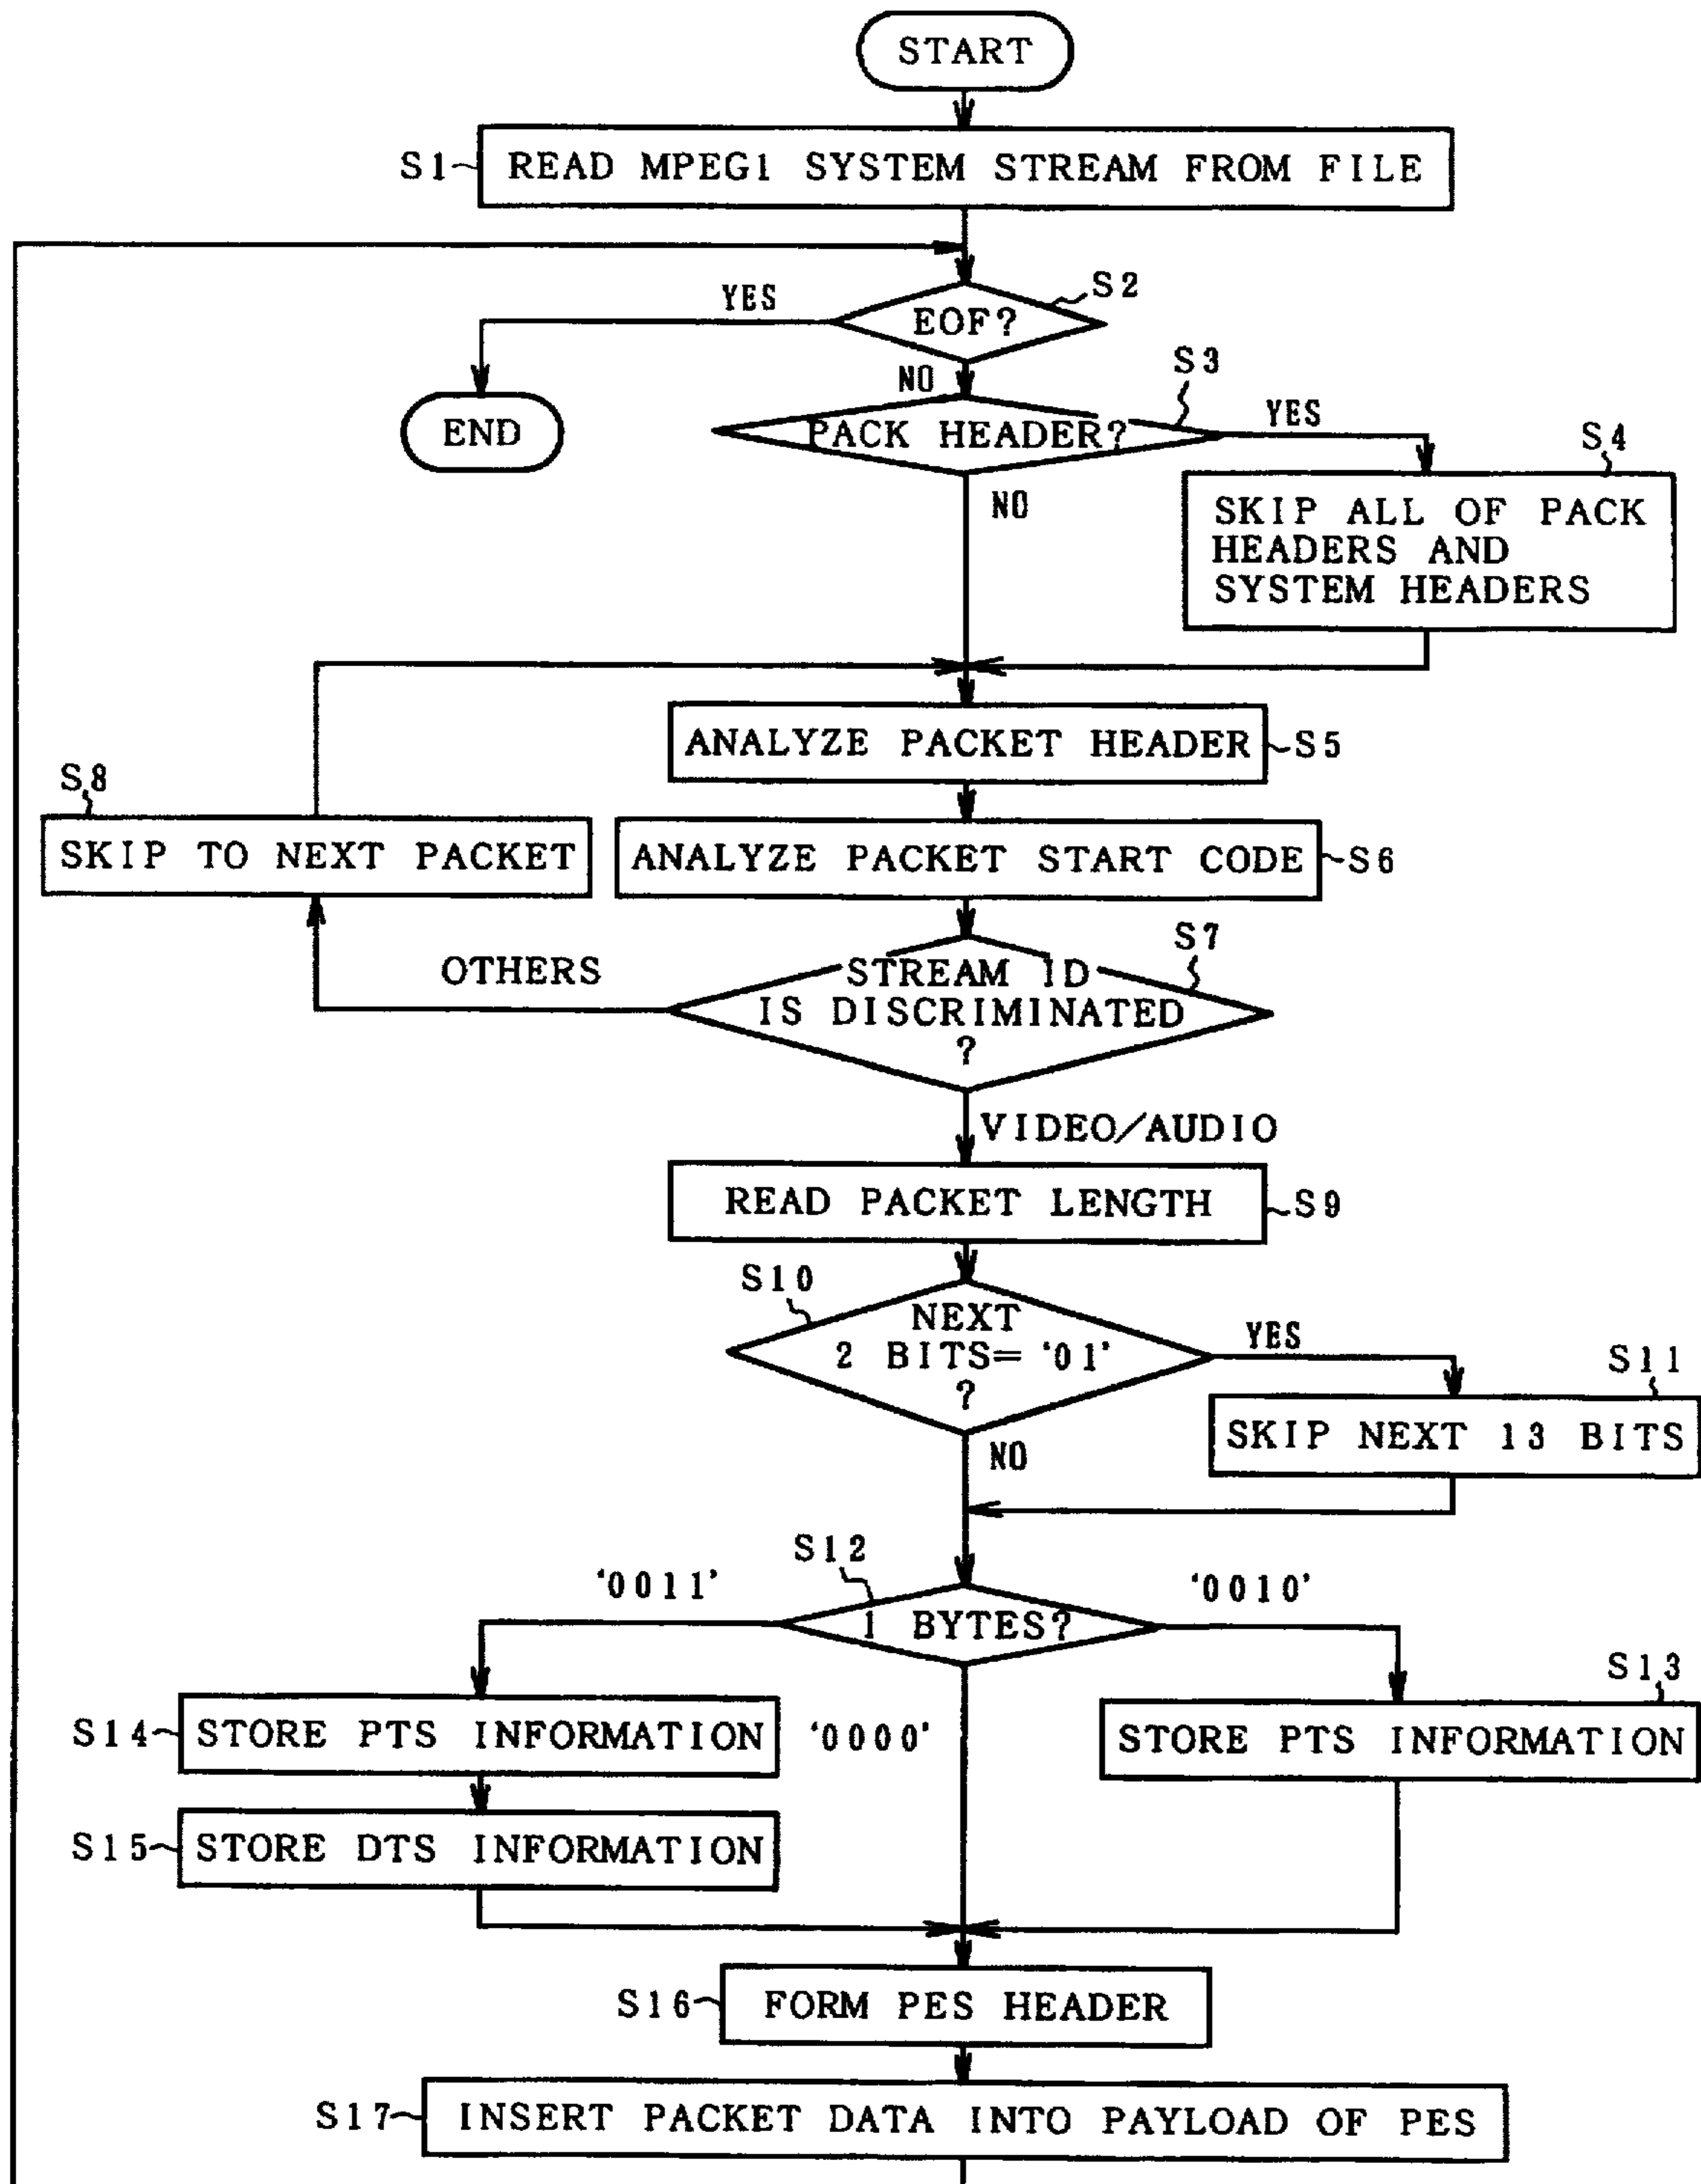 START
S1
READ MPEG1 SYSTEM STREAM FROM FILE
YES
S2
EOF?
NO
S3
END
PACK HEADER?
YES
S4
NO
SKIP ALL OF PACK
HEADERS AND
SYSTEM HEADERS
ANALYZE PACKET HEADER
S5
S8
SKIP TO NEXT PACKET
ANALYZE PACKET START CODE
S6
S7
OTHERS
STREAM ID
IS DISCRIMINATED
?
VIDEO/AUDIO
READ PACKET LENGTH
S9
S10
NEXT
2 BITS= '01'
?
YES
S11
SKIP NEXT 13 BITS
NO
S12
'0011'
1 BYTES?
'0010'
S13
S14
STORE PTS INFORMATION
'0000'
STORE PTS INFORMATION
S15
STORE DTS INFORMATION
S16
FORM PES HEADER
S17
INSERT PACKET DATA INTO PAYLOAD OF PES